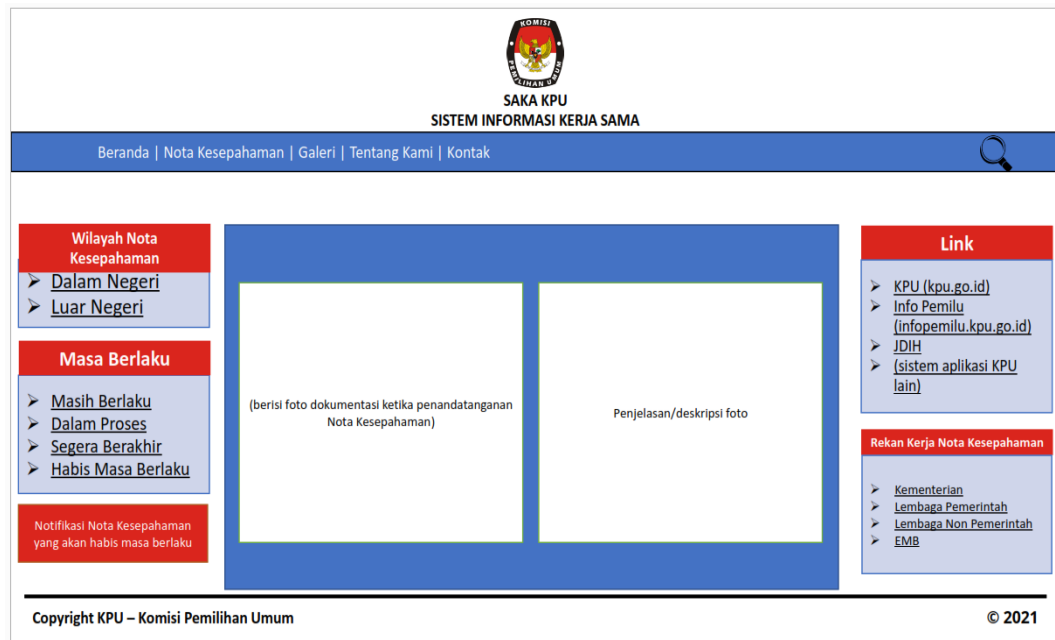 KOMISI
PEMILIHAN UMUM
SAKA KPU
SISTEM INFORMASI KERJA SAMA
Beranda | Nota Kesepahaman | Galeri | Tentang Kami | Kontak
Wilayah Nota
Kesepahaman
➢ Dalam Negeri
➢ Luar Negeri
Masa Berlaku
➢ Masih Berlaku
➢ Dalam Proses
➢ Segera Berakhir
➢ Habis Masa Berlaku
Notifikasi Nota Kesepahaman
yang akan habis masa berlaku
(berisi foto dokumentasi ketika penandatanganan
Nota Kesepahaman)
Penjelasan/deskripsi foto
Link
➢ KPU (kpu.go.id)
➢ Info Pemilu
(infopemilu.kpu.go.id)
➢ JDIH
➢ (sistem aplikasi KPU
lain)
Rekan Kerja Nota Kesepahaman
➢ Kementerian
➢ Lembaga Pemerintah
➢ Lembaga Non Pemerintah
➢ EMB
Copyright KPU – Komisi Pemilihan Umum
© 2021